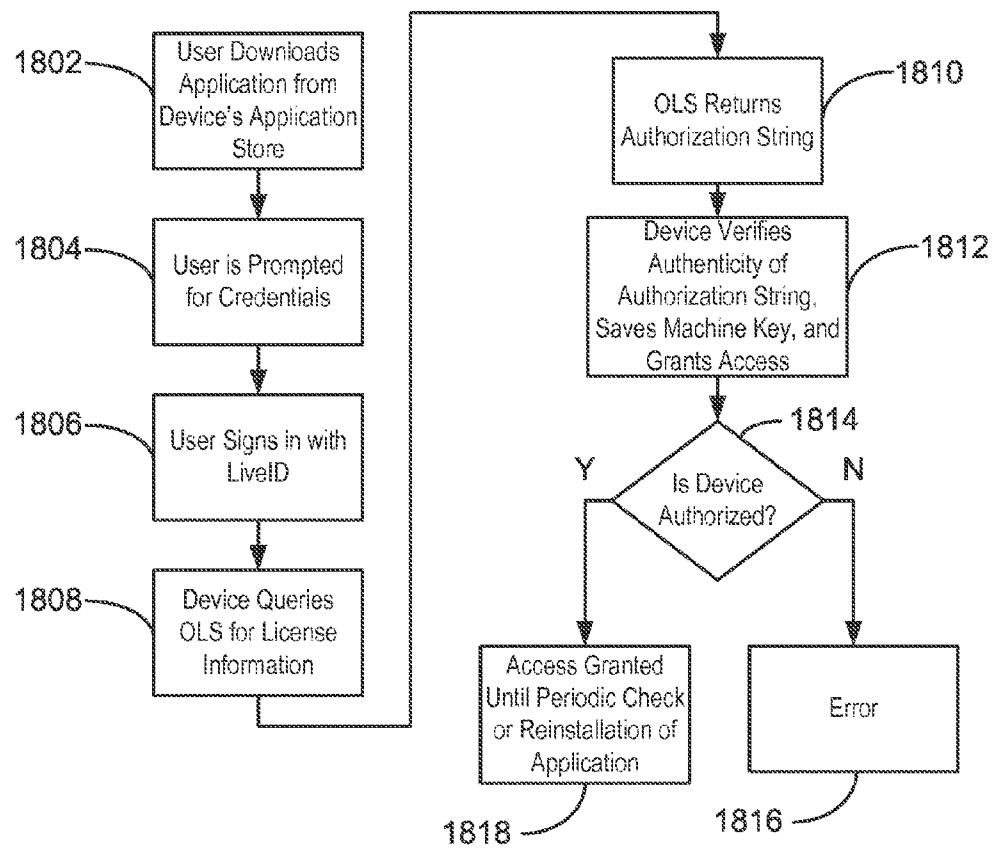 1802
User Downloads
Application from
Device's Application
Store
1804
User is Prompted
for Credentials
1806
User Signs in with
LiveID
1808
Device Queries
OLS for License
Information
1810
OLS Returns
Authorization String
1812
Device Verifies
Authenticity of
Authorization String,
Saves Machine Key, and
Grants Access
1814
Is Device
Authorized?
Y
N
Access Granted
Until Periodic Check
or Reinstallation of
Application
1818
Error
1816